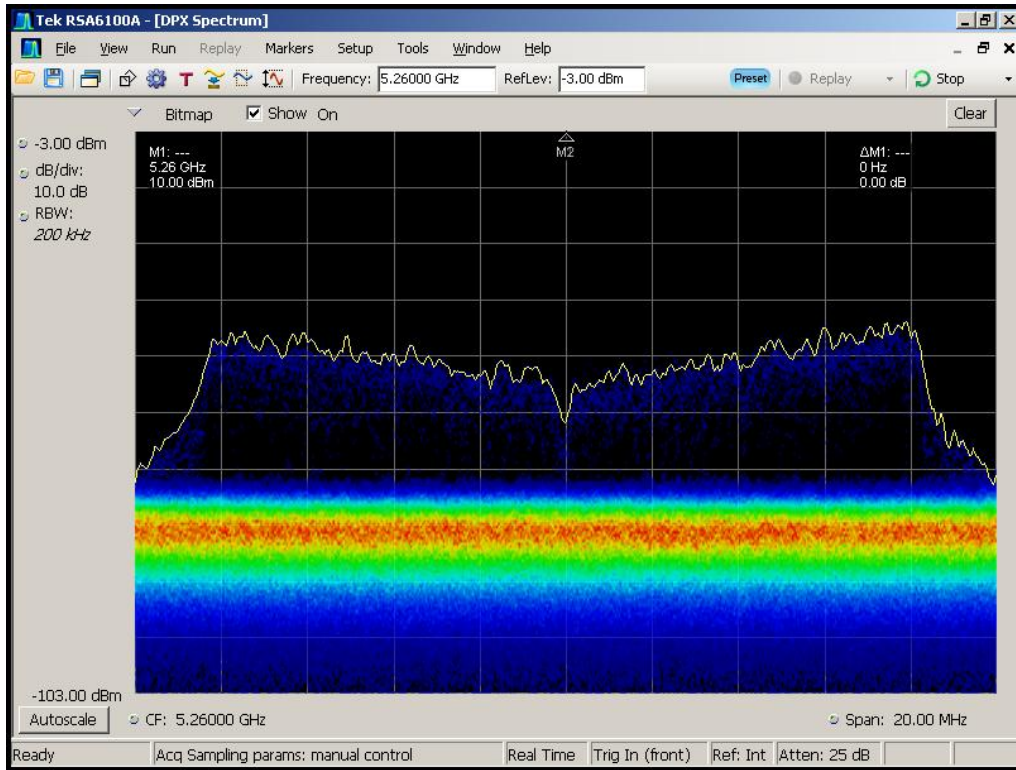 Tek RSA6100A - [DPX Spectrum]
File View Run Replay Markers Setup Tools Window Help
T Frequency: 5.26000 GHz RefLev: -3.00 dBm Preset Replay Stop
Bitmap Show On Clear
-3.00 dBm
dB/div:
10.0 dB
RBW:
200 kHz
M1: ---
5.26 GHz
10.00 dBm
M2
ΔM1: ---
0 Hz
0.00 dB
-103.00 dBm
Autoscale CF: 5.26000 GHz Span: 20.00 MHz
Ready Acq Sampling params: manual control Real Time Trig In (front) Ref: Int Atten: 25 dB